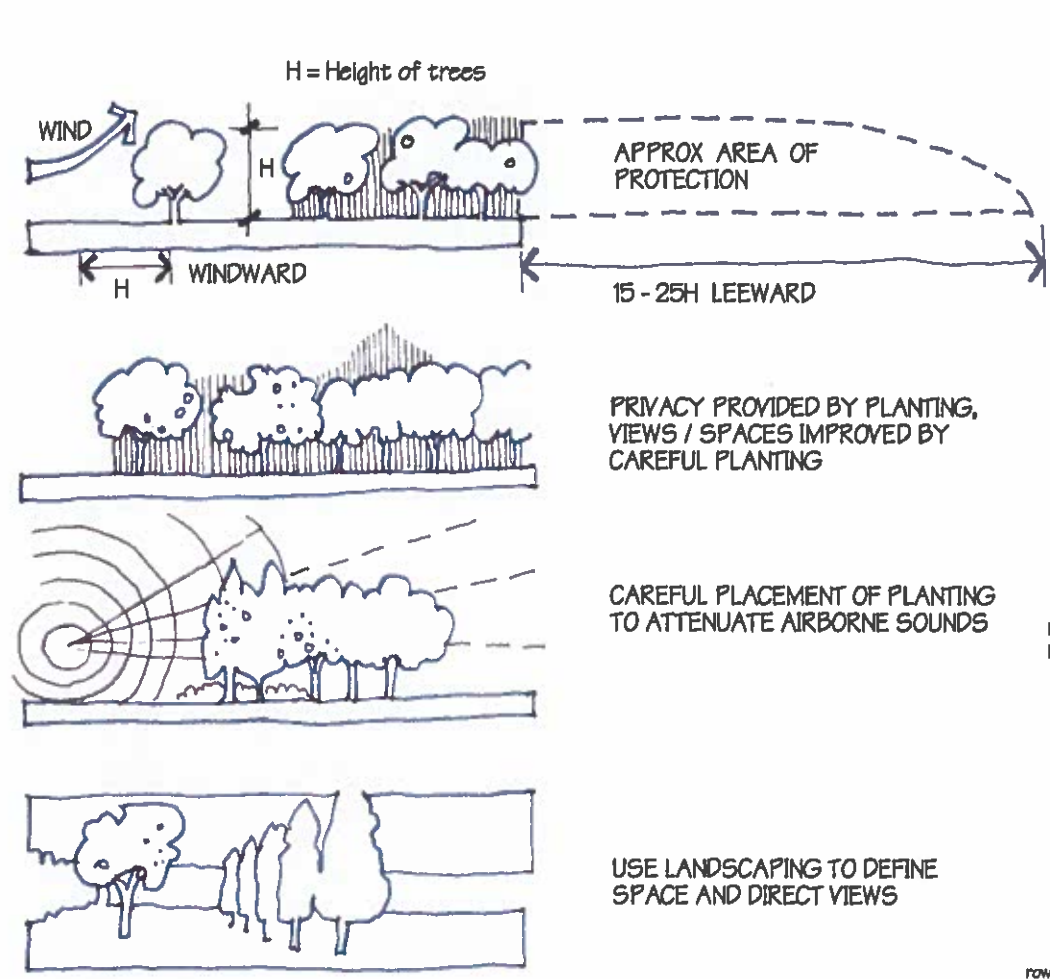 H = Height of trees
WIND
H
APPROX AREA OF
PROTECTION
H
WINDWARD
15 - 25H LEEWARD
PRIVACY PROVIDED BY PLANTING,
VIEWS / SPACES IMPROVED BY
CAREFUL PLANTING
CAREFUL PLACEMENT OF PLANTING
TO ATTENUATE AIRBORNE SOUNDS
USE LANDSCAPING TO DEFINE
SPACE AND DIRECT VIEWS